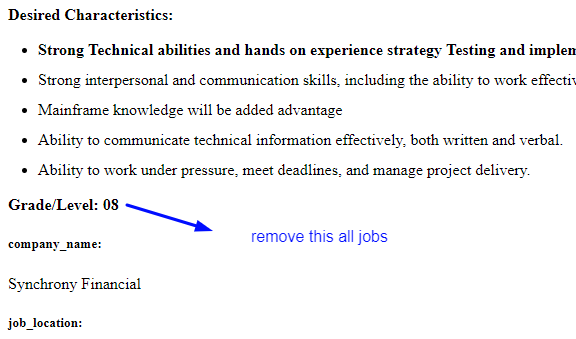 Desired Characteristics:
Strong Technical abilities and hands on experience strategy Testing and implem
Strong interpersonal and communication skills, including the ability to work effectiv
Mainframe knowledge will be added advantage
Ability to communicate technical information effectively, both written and verbal.
Ability to work under pressure, meet deadlines, and manage project delivery.
Grade/Level: 08
remove this all jobs
company_name:
Synchrony Financial
job_location: